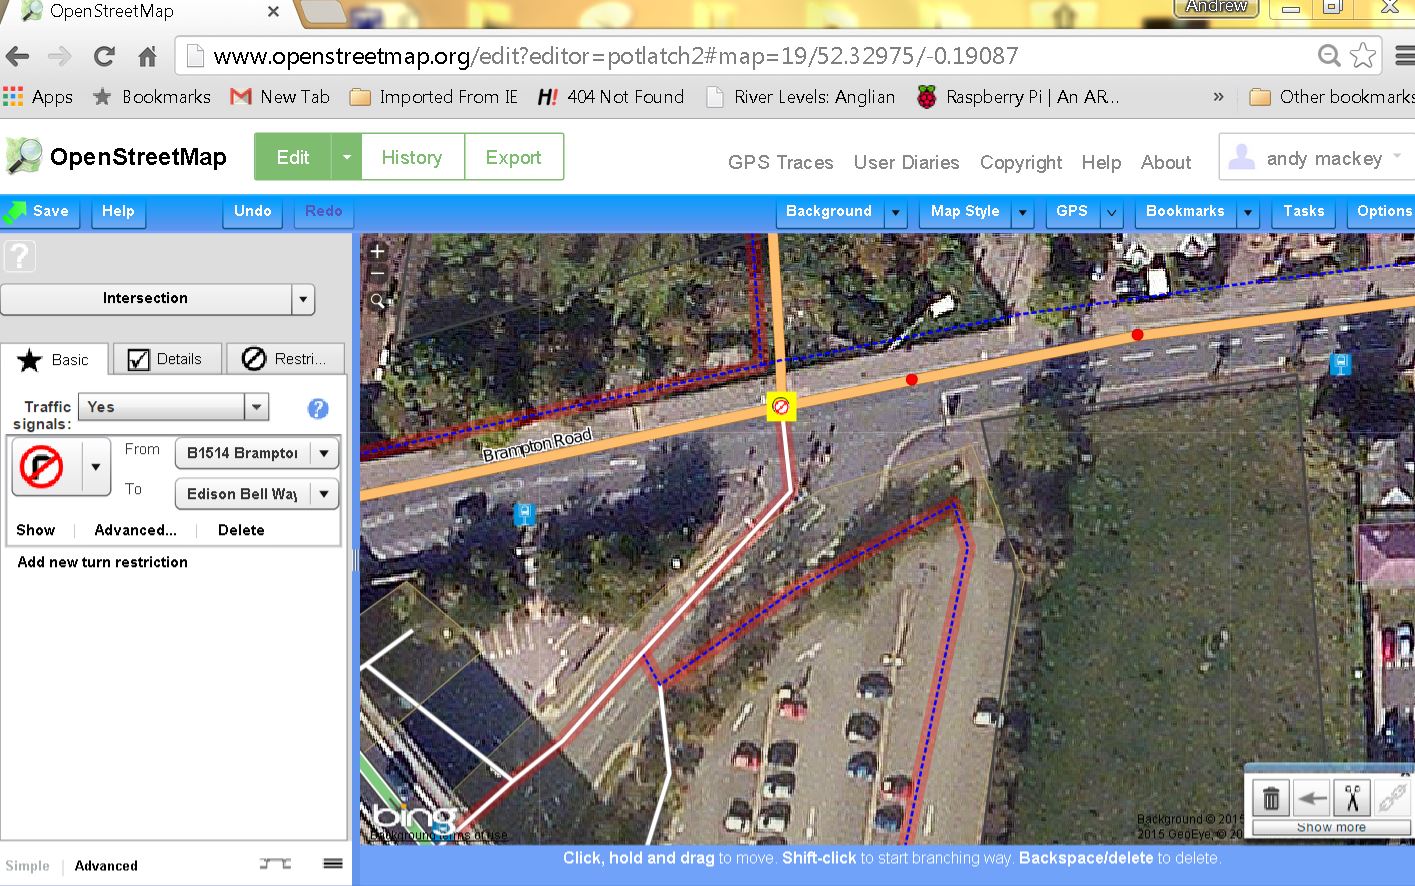 OpenStreetMap
Andrew
www.openstreetmap.org/edit?editor=potlatch2#map=19/52.32975/-0.19087
Apps Bookmarks New Tab Imported From IE H! 404 Not Found River Levels: Anglian Raspberry Pi | An AR... » Other bookmarks
OpenStreetMap Edit History Export GPS Traces User Diaries Copyright Help About andy mackey
Save Help Undo Redo Background Map Style GPS Bookmarks Tasks Options
?
Intersection
Basic Details Restri...
Traffic signals: Yes ?
From B1514 Brampton
To Edison Bell Way
Show Advanced... Delete
Add new turn restriction
Simple Advanced
+
−
Brampton Road
bing
Background terms of use
Background © 2015
2015 GeoEye, © 20
Show more
Click, hold and drag to move. Shift-click to start branching way. Backspace/delete to delete.